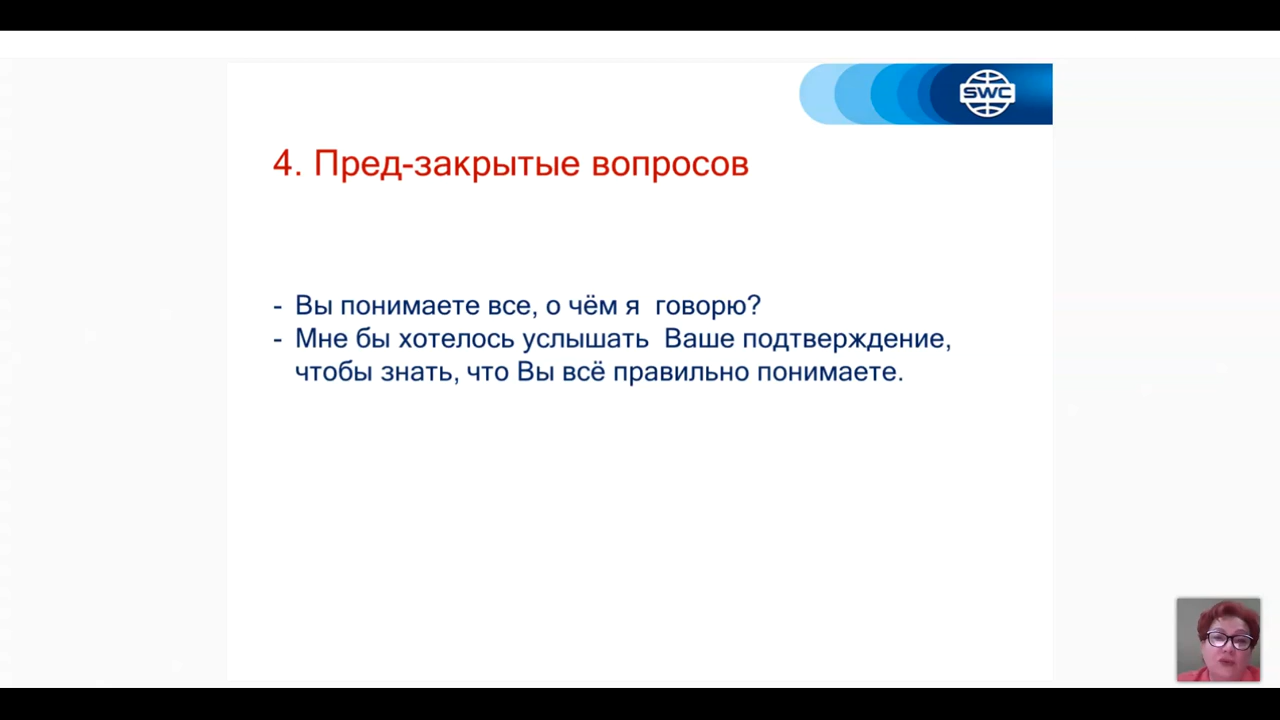 SWC
4. Пред-закрытые вопросов
- Вы понимаете все, о чём я говорю?
- Мне бы хотелось услышать Ваше подтверждение,
чтобы знать, что Вы всё правильно понимаете.